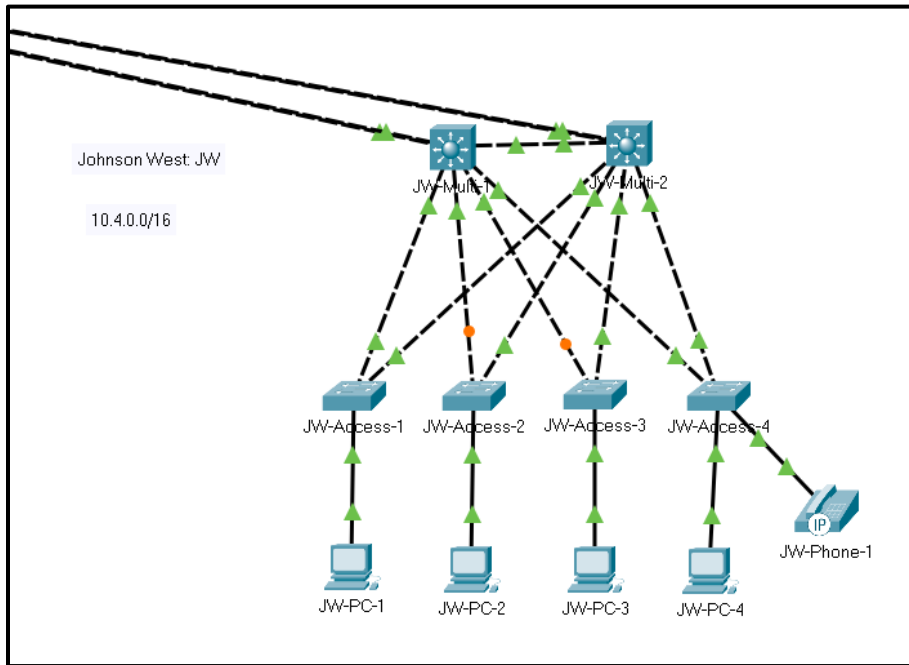 Johnson West: JW
10.4.0.0/16
JW-Multi-1
JW-Multi-2
JW-Access-1
JW-Access-2
JW-Access-3
JW-Access-4
IP
JW-Phone-1
JW-PC-1
JW-PC-2
JW-PC-3
JW-PC-4